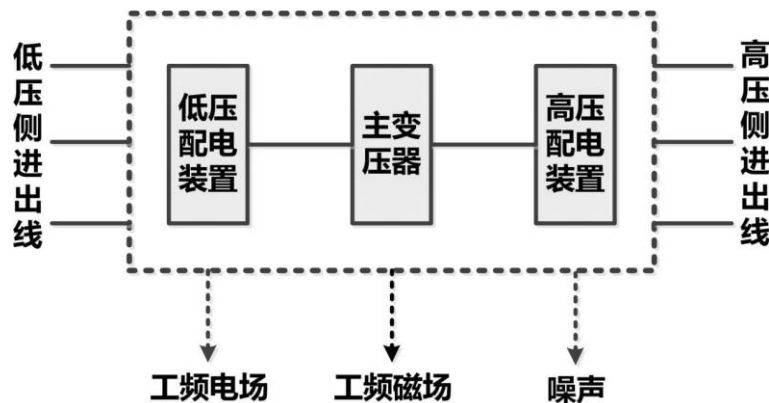 低压侧进出线
低压
配电
装置
主变
压器
高压
配电
装置
高压侧进出线
工频电场
工频磁场
噪声